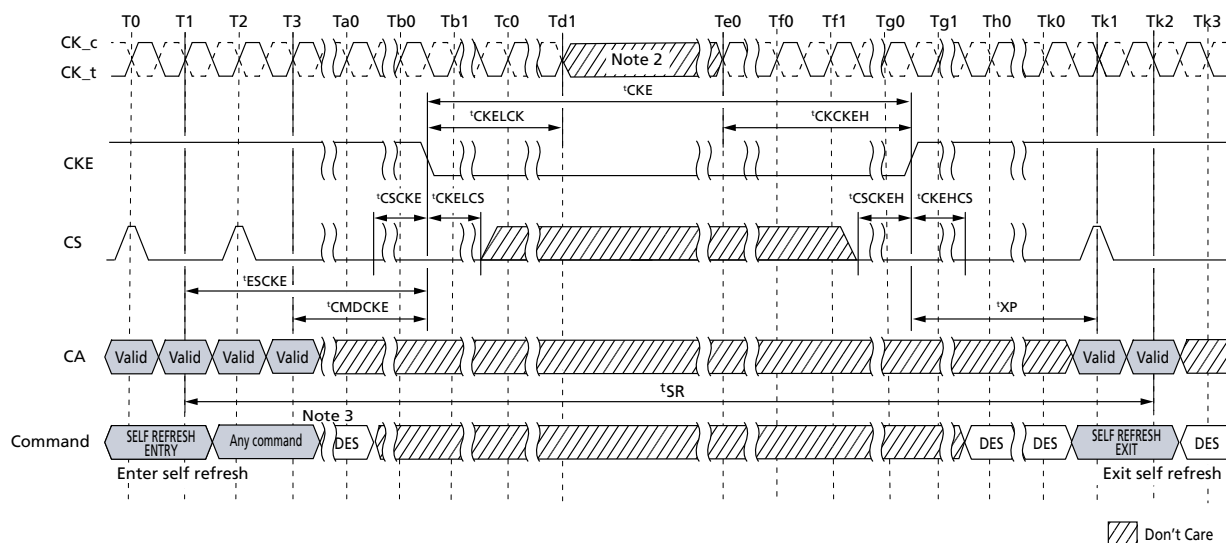 T0 T1 T2 T3 Ta0 Tb0 Tb1 Tc0 Td1 Te0 Tf0 Tf1 Tg0 Tg1 Th0 Tk0 Tk1 Tk2 Tk3
CK_c
CK_t
Note 2
tCKE
tCKELCK tCKCKEH
CKE
tCSCKE tCKELCS tCSCKEH tCKEHCS
CS
tESCKE
tCMDCKE tXP
CA Valid Valid Valid Valid Valid Valid
tSR
Note 3
Command SELF REFRESH ENTRY Any command DES DES DES SELF REFRESH EXIT DES
Enter self refresh Exit self refresh
Don't Care